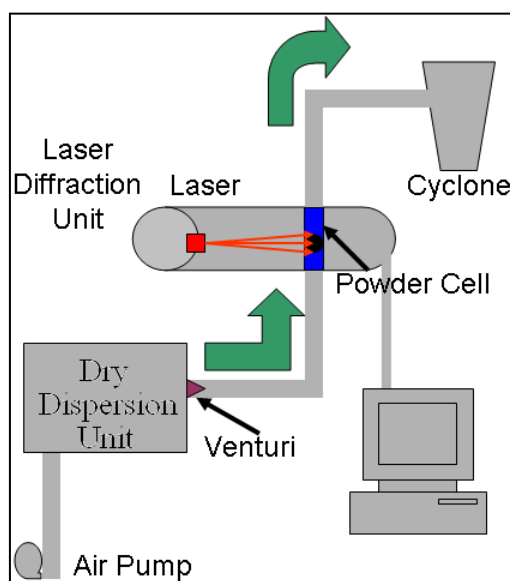 Laser
Diffraction
Unit
Laser
Cyclone
Powder Cell
Dry
Dispersion
Unit
Venturi
Air Pump